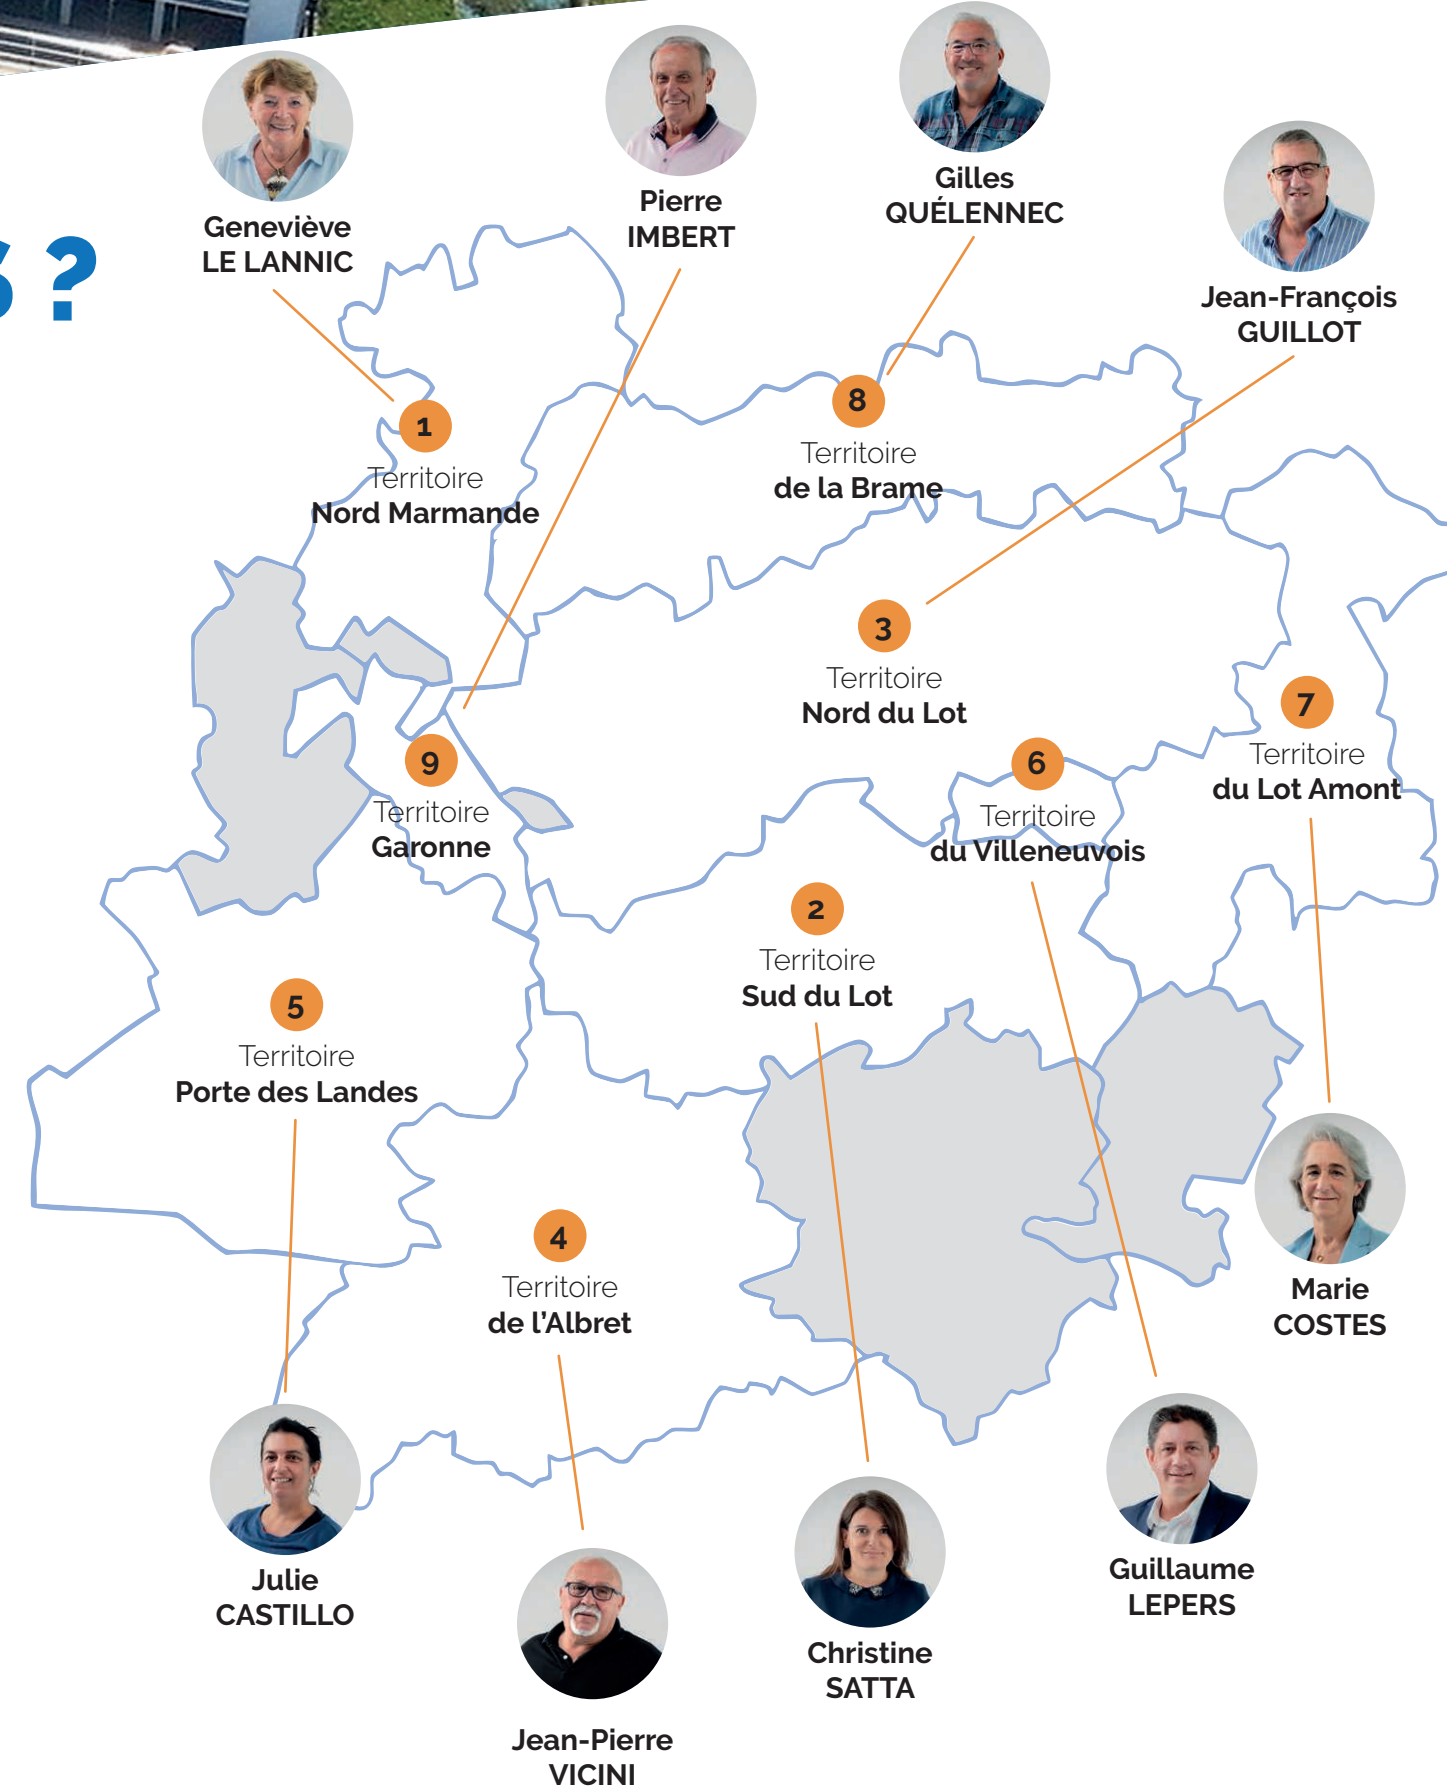 S ?
Geneviève
LE LANNIC
Pierre
IMBERT
Gilles
QUÉLENNEC
Jean-François
GUILLOT
1
Territoire
Nord Marmande
8
Territoire
de la Brame
3
Territoire
Nord du Lot
7
Territoire
du Lot Amont
9
Territoire
Garonne
6
Territoire
du Villeneuvois
2
Territoire
Sud du Lot
5
Territoire
Porte des Landes
4
Territoire
de l’Albret
Marie
COSTES
Julie
CASTILLO
Guillaume
LEPERS
Christine
SATTA
Jean-Pierre
VICINI